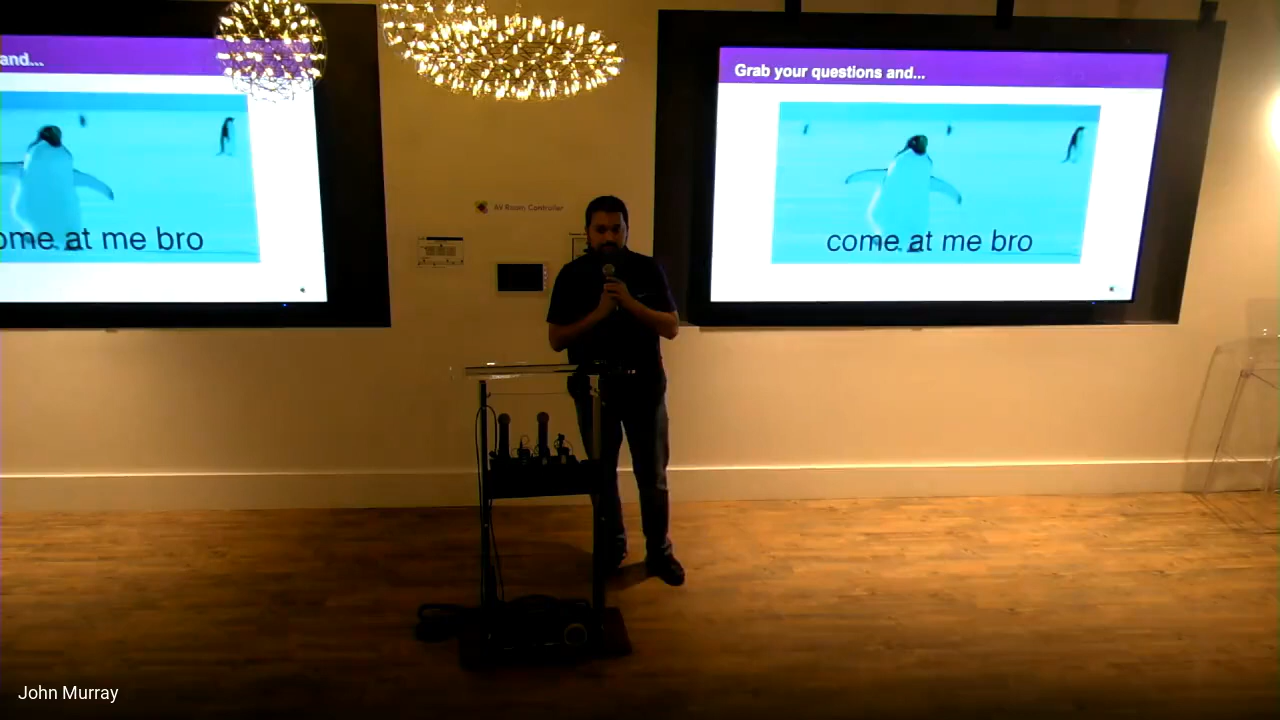 and...
ome at me bro
Grab your questions and...
come at me bro
AV Room Controller
John Murray